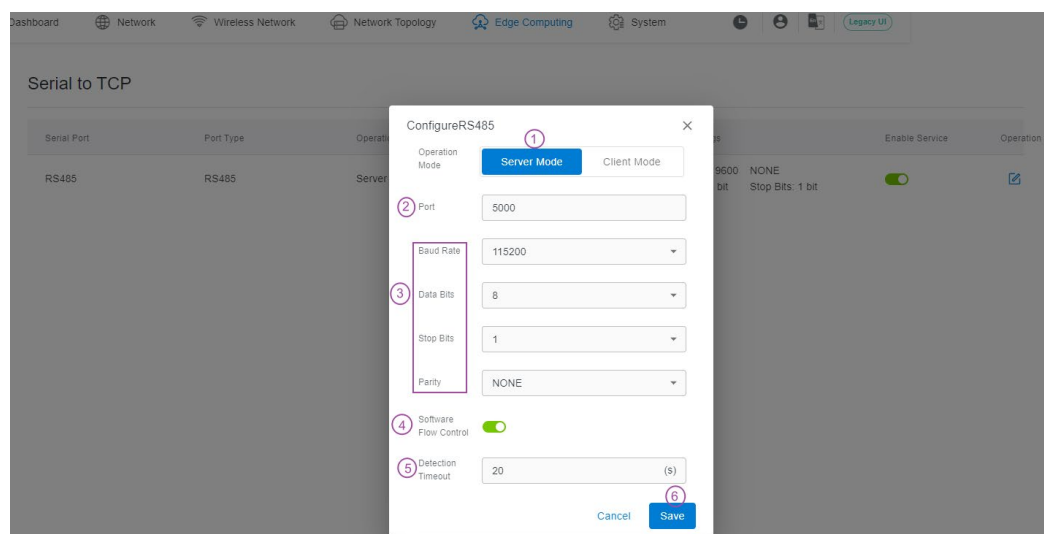 Dashboard Network Wireless Network Network Topology Edge Computing System Legacy UI
Serial to TCP
ConfigureRS485
1
Serial Port Port Type Enable Service Operation
Operation
Mode
Server Mode Client Mode
RS485 RS485 Server 9600 NONE
bit Stop Bits: 1 bit
2 Port 5000
Baud Rate 115200
3 Data Bits 8
Stop Bits 1
Parity NONE
4 Software
Flow Control
5 Detection
Timeout
20 (s)
6
Cancel Save